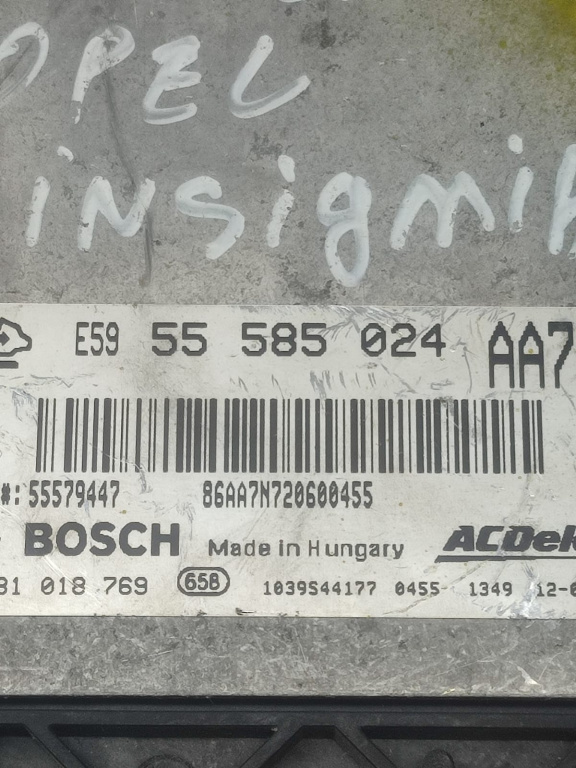 OPEL
insigmiA
E59 55 585 024 AA7
#: 55579447 86AA7N720600455
BOSCH Made in Hungary ACDel
81 018 769 658 1039S44177 0455 1349 12-0